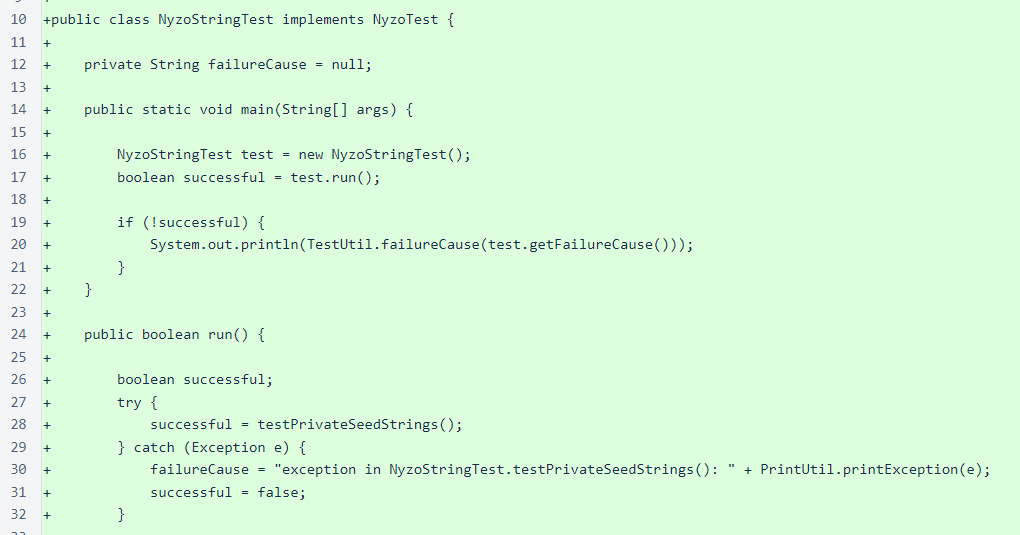 10 +public class NyzoStringTest implements NyzoTest {
11 +
12 +    private String failureCause = null;
13 +
14 +    public static void main(String[] args) {
15 +
16 +        NyzoStringTest test = new NyzoStringTest();
17 +        boolean successful = test.run();
18 +
19 +        if (!successful) {
20 +            System.out.println(TestUtil.failureCause(test.getFailureCause()));
21 +        }
22 +    }
23 +
24 +    public boolean run() {
25 +
26 +        boolean successful;
27 +        try {
28 +            successful = testPrivateSeedStrings();
29 +        } catch (Exception e) {
30 +            failureCause = "exception in NyzoStringTest.testPrivateSeedStrings(): " + PrintUtil.printException(e);
31 +            successful = false;
32 +        }